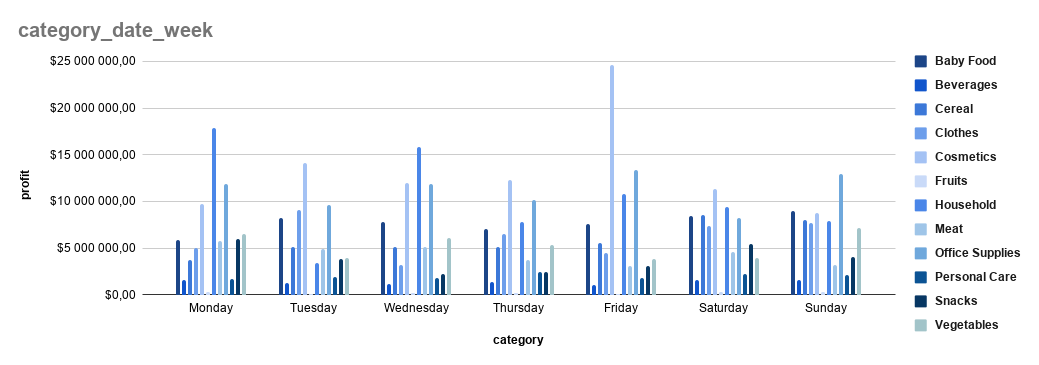 category_date_week
$25 000 000,00
$20 000 000,00
$15 000 000,00
$10 000 000,00
$5 000 000,00
$0,00
profit
Monday Tuesday Wednesday Thursday Friday Saturday Sunday
category
Baby Food
Beverages
Cereal
Clothes
Cosmetics
Fruits
Household
Meat
Office Supplies
Personal Care
Snacks
Vegetables